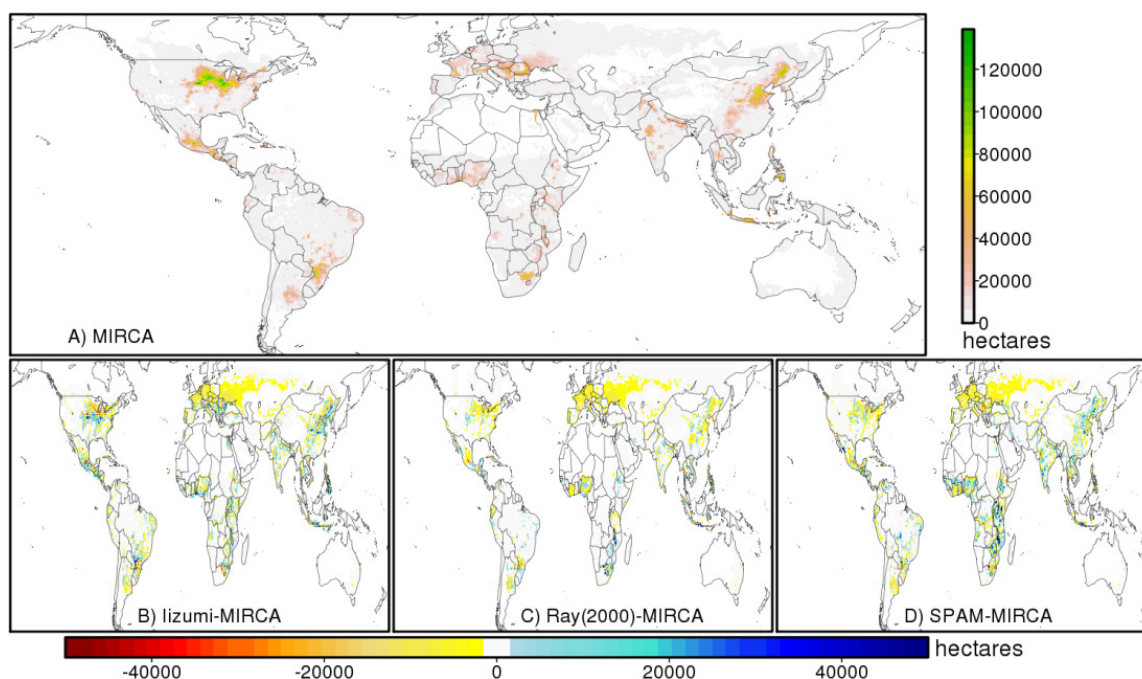 120000
100000
80000
60000
40000
20000
0
hectares
A) MIRCA
B) Iizumi-MIRCA
C) Ray(2000)-MIRCA
D) SPAM-MIRCA
hectares
-40000 -20000 0 20000 40000